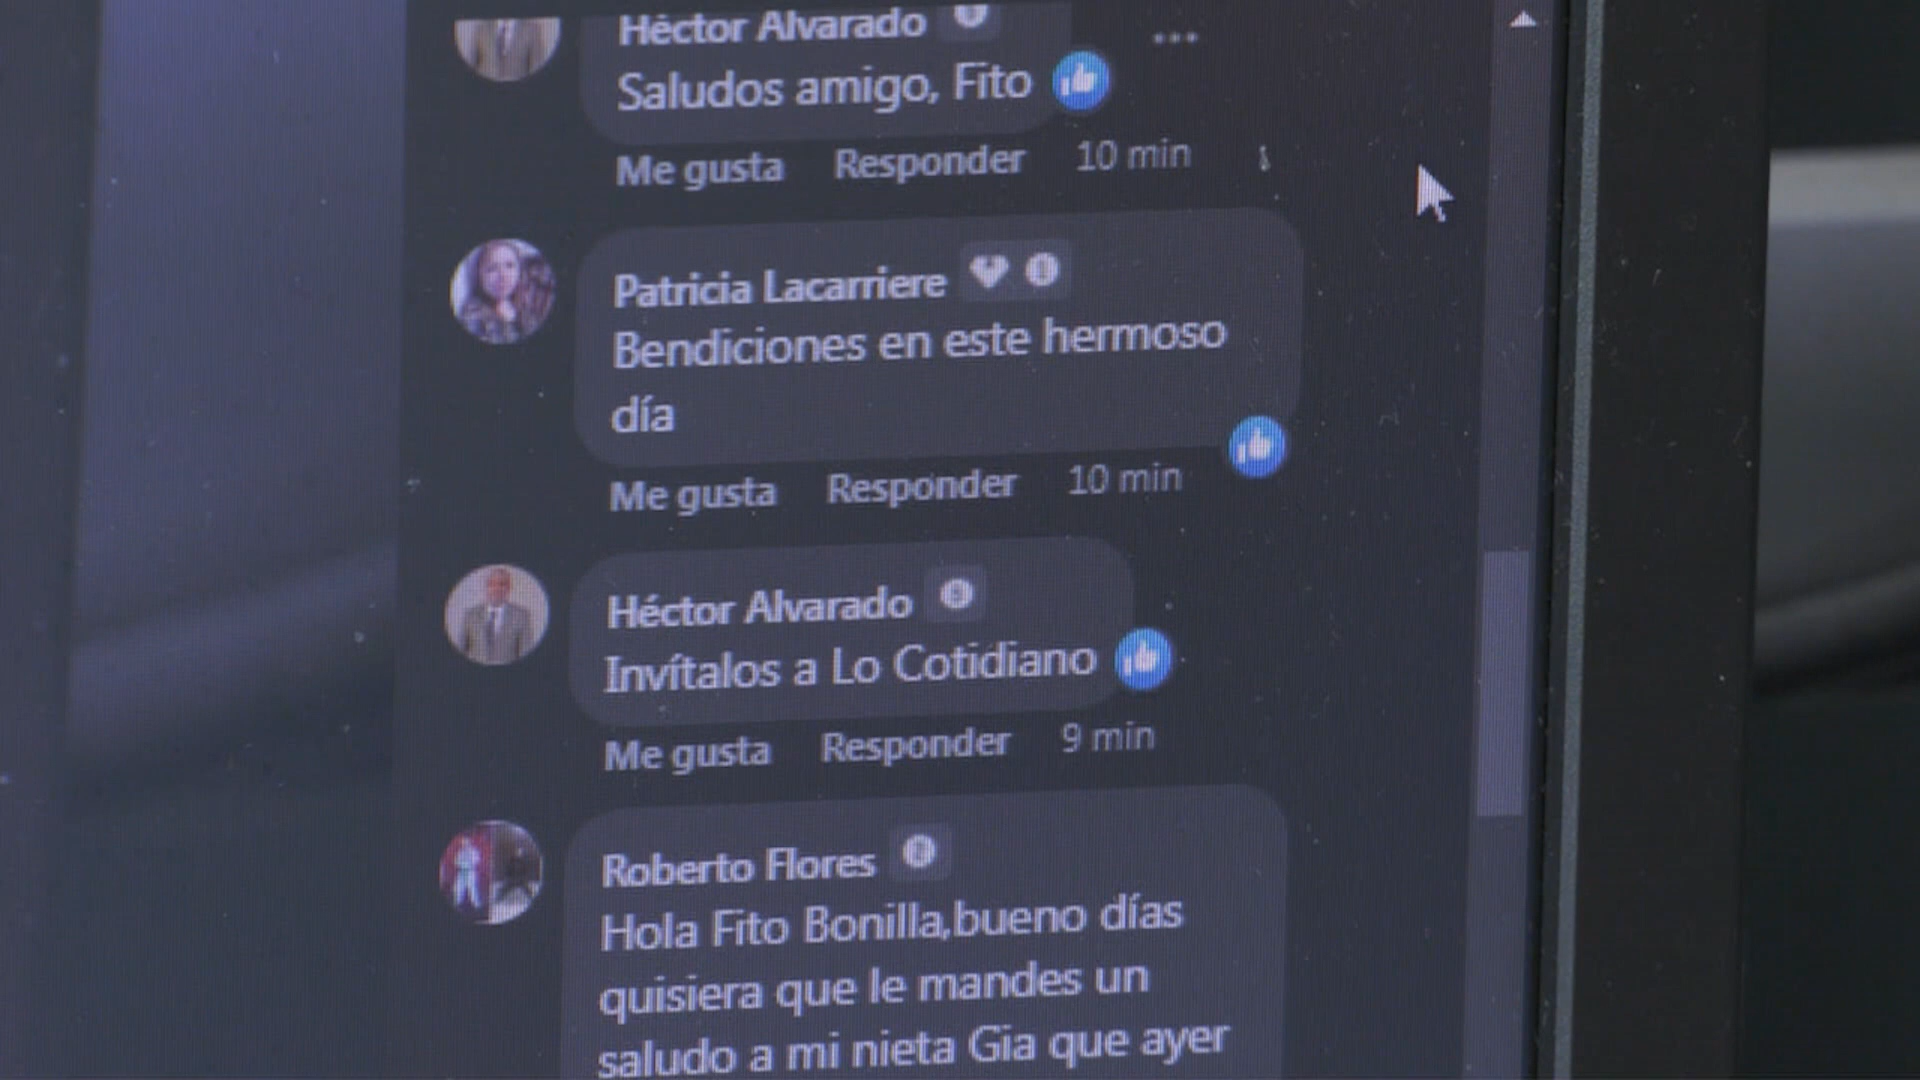 Héctor Alvarado
Saludos amigo, Fito
Me gusta Responder 10 min
Patricia Lacarriere
Bendiciones en este hermoso
día
Me gusta Responder 10 min
Héctor Alvarado
Invítalos a Lo Cotidiano
Me gusta Responder 9 min
Roberto Flores
Hola Fito Bonilla,bueno días
quisiera que le mandes un
saludo a mi nieta Gia que ayer